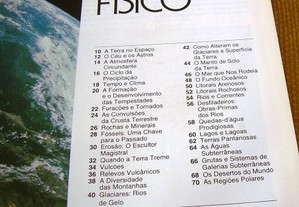 FÍSICO
10 A Terra no Espaço
12 O Céu e os Astros
14 A Atmosfera
Circundante
16 O Ciclo da
Precipitação
18 Tempo e Clima
20 A Formação
e o Desenvolvimento
das Tempestades
22 Furacões e Tornados
24 As Convulsões
da Crusta Terrestre
26 Rochas e Minerais
28 Fósseis: Uma Chave
para o Passado
30 Erosão: O Escultor
Magistral
32 Quando a Terra Treme
34 Vulcões
36 Relevos Vulcânicos
38 A Diversidade
das Montanhas
40 Glaciares: Rios
de Gelo
42 Como Alteram os
Glaciares a Superfície
da Terra
44 O Manto de Solo
da Terra
46 O Mar que Nos Rodeia
48 O Fundo Oceânico
50 Litorais Arenosos
52 Litorais Rochosos
54 Rios e Correntes
56 Desfiladeiros:
Obras-Primas
do Rio
58 Quedas-d'água
Prodigiosas
60 Lagos e Lagoas
62 Terras Pantanosas
64 As Águas
Subterrâneas
66 Grutas e Sistemas de
Galerias Subterrâneas
68 Os Desertos do Mundo
70 As Regiões Polares